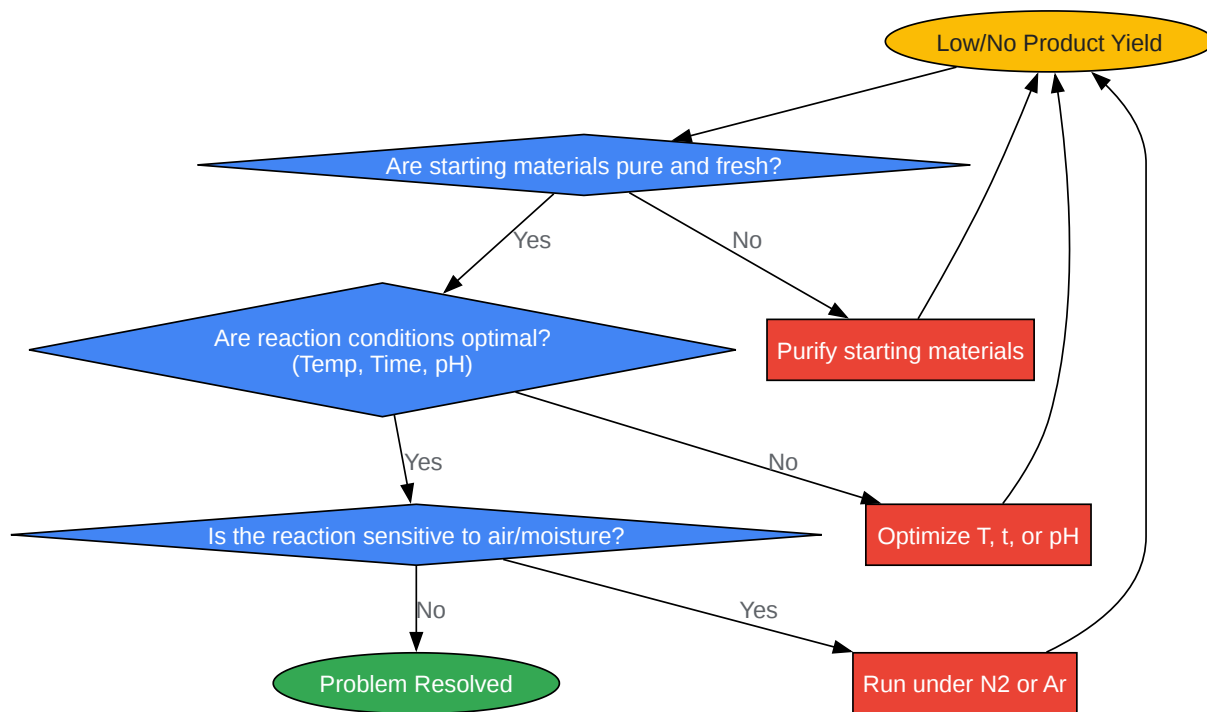 Low/No Product Yield
Are starting materials pure and fresh?
Yes
No
Are reaction conditions optimal?
(Temp, Time, pH)
Purify starting materials
Yes
No
Is the reaction sensitive to air/moisture?
Optimize T, t, or pH
No
Yes
Problem Resolved
Run under N2 or Ar